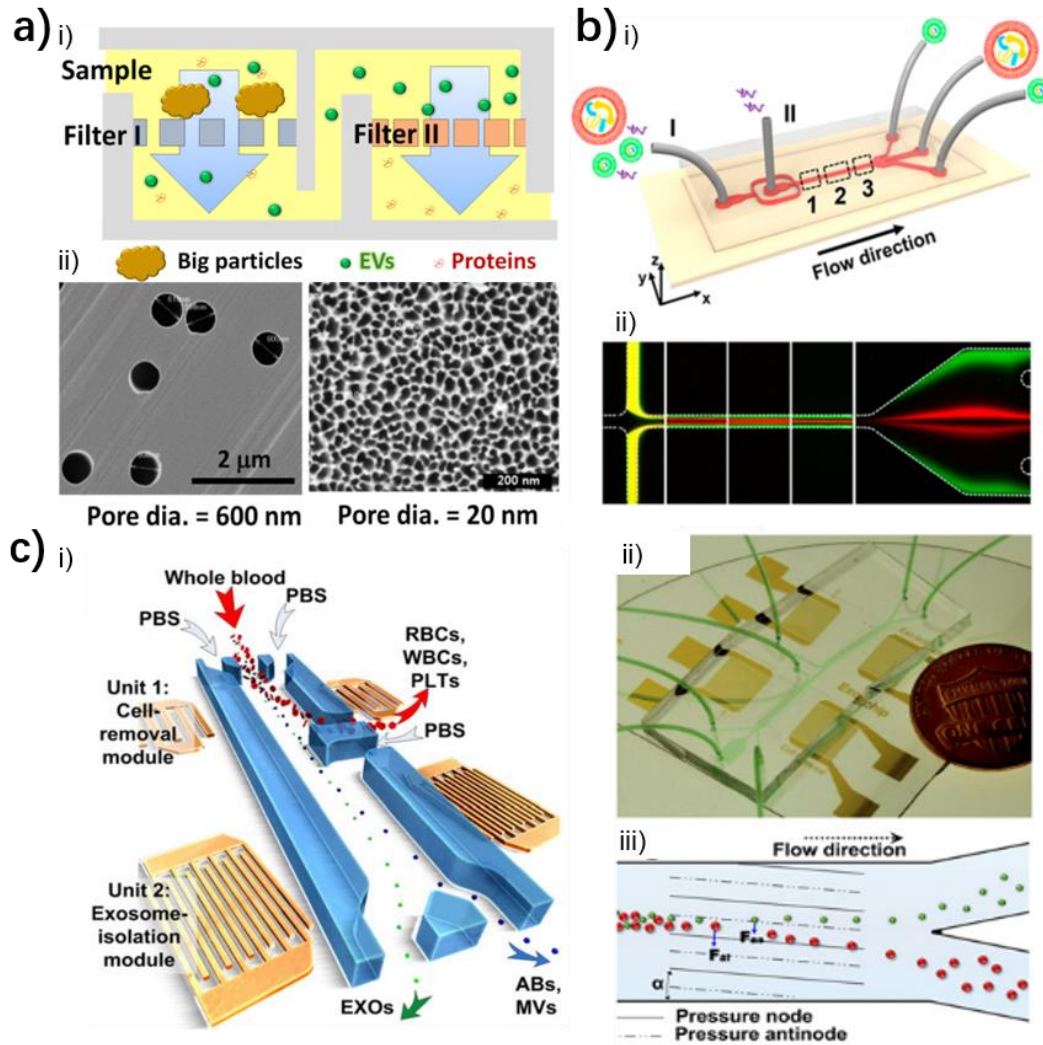 a) i)
Sample
Filter I
Filter II
ii)
Big particles
EVs
Proteins
2 μm
200 nm
Pore dia. = 600 nm
Pore dia. = 20 nm
b) i)
I
II
1
2
3
Flow direction
z
y
x
ii)
c) i)
Whole blood
PBS
PBS
RBCs,
WBCs,
PLTs
Unit 1:
Cell-
removal
module
PBS
Unit 2:
Exosome-
isolation
module
EXOs
ABs,
MVs
ii)
iii)
Flow direction
α
Pressure node
Pressure antinode